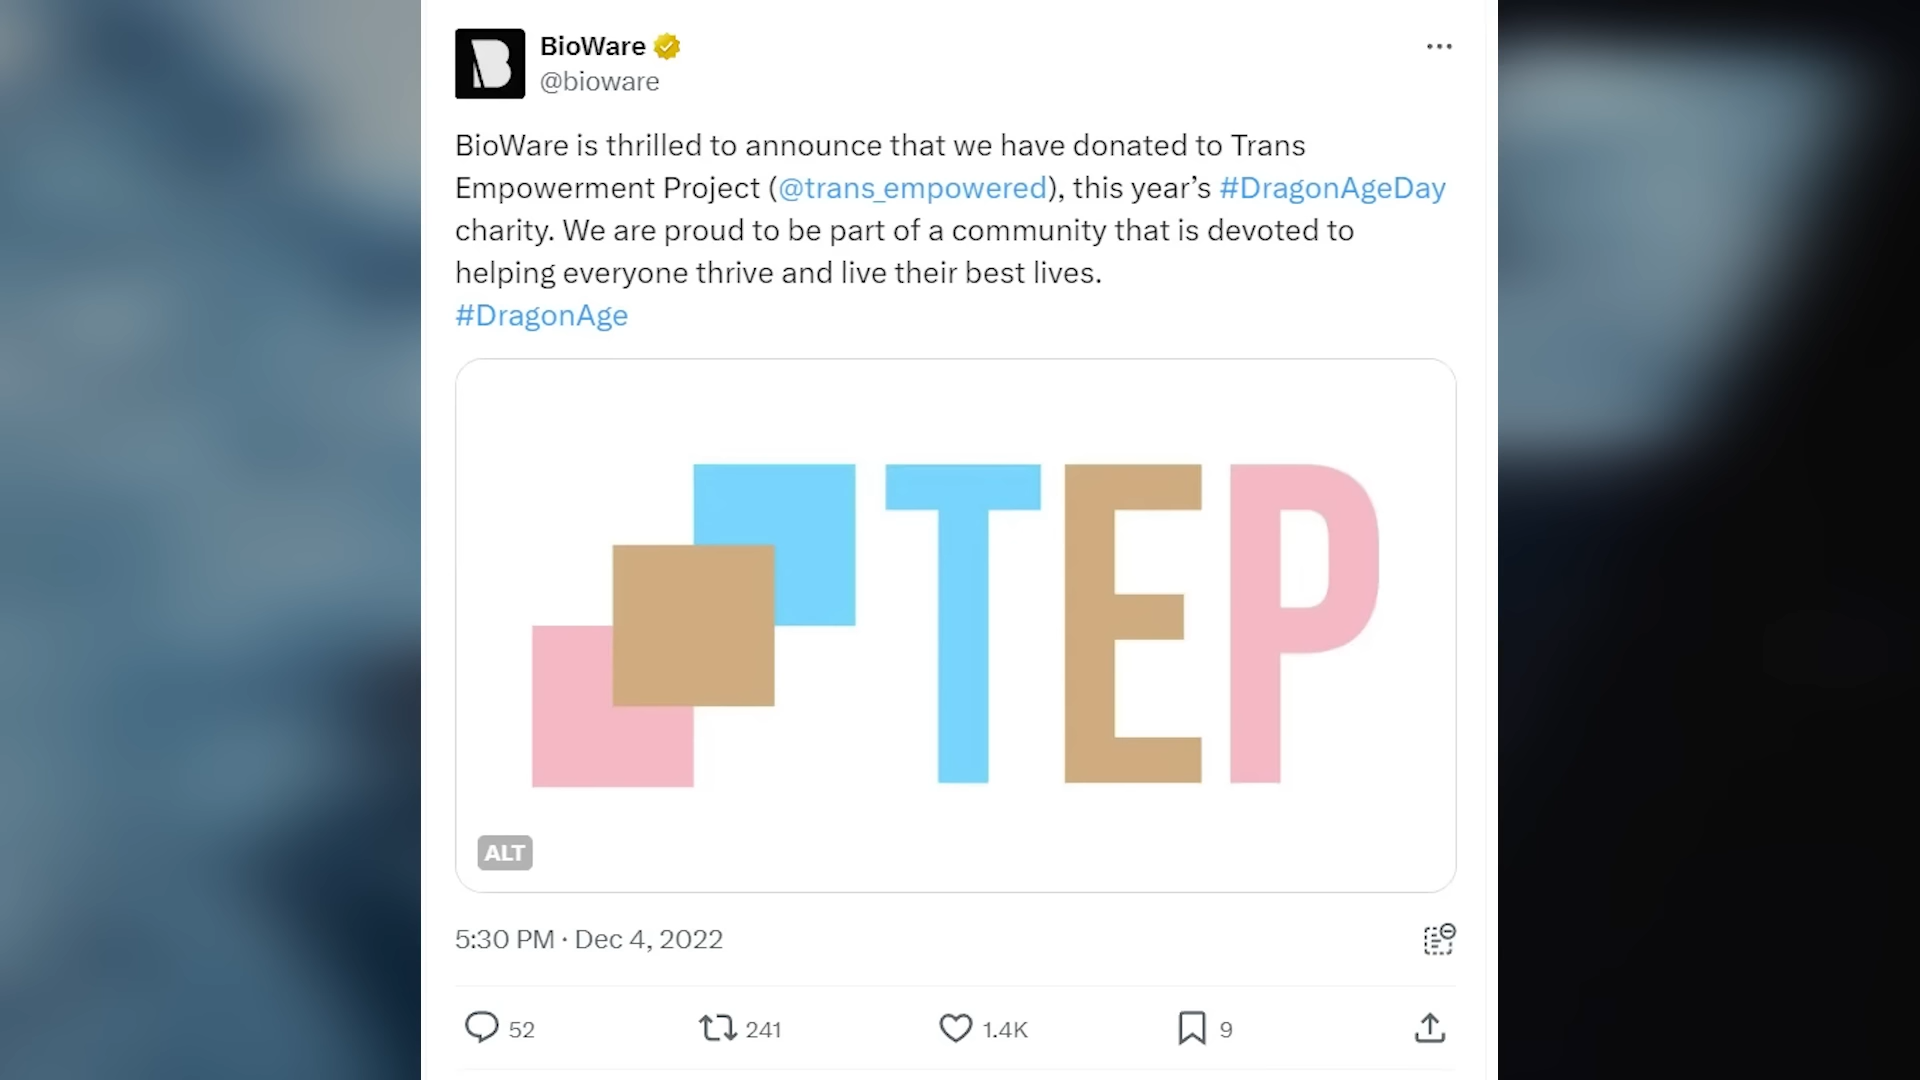 BioWare
@bioware
BioWare is thrilled to announce that we have donated to Trans
Empowerment Project (@trans_empowered), this year’s #DragonAgeDay
charity. We are proud to be part of a community that is devoted to
helping everyone thrive and live their best lives.
#DragonAge
TEP
ALT
5:30 PM · Dec 4, 2022
52 241 1.4K 9